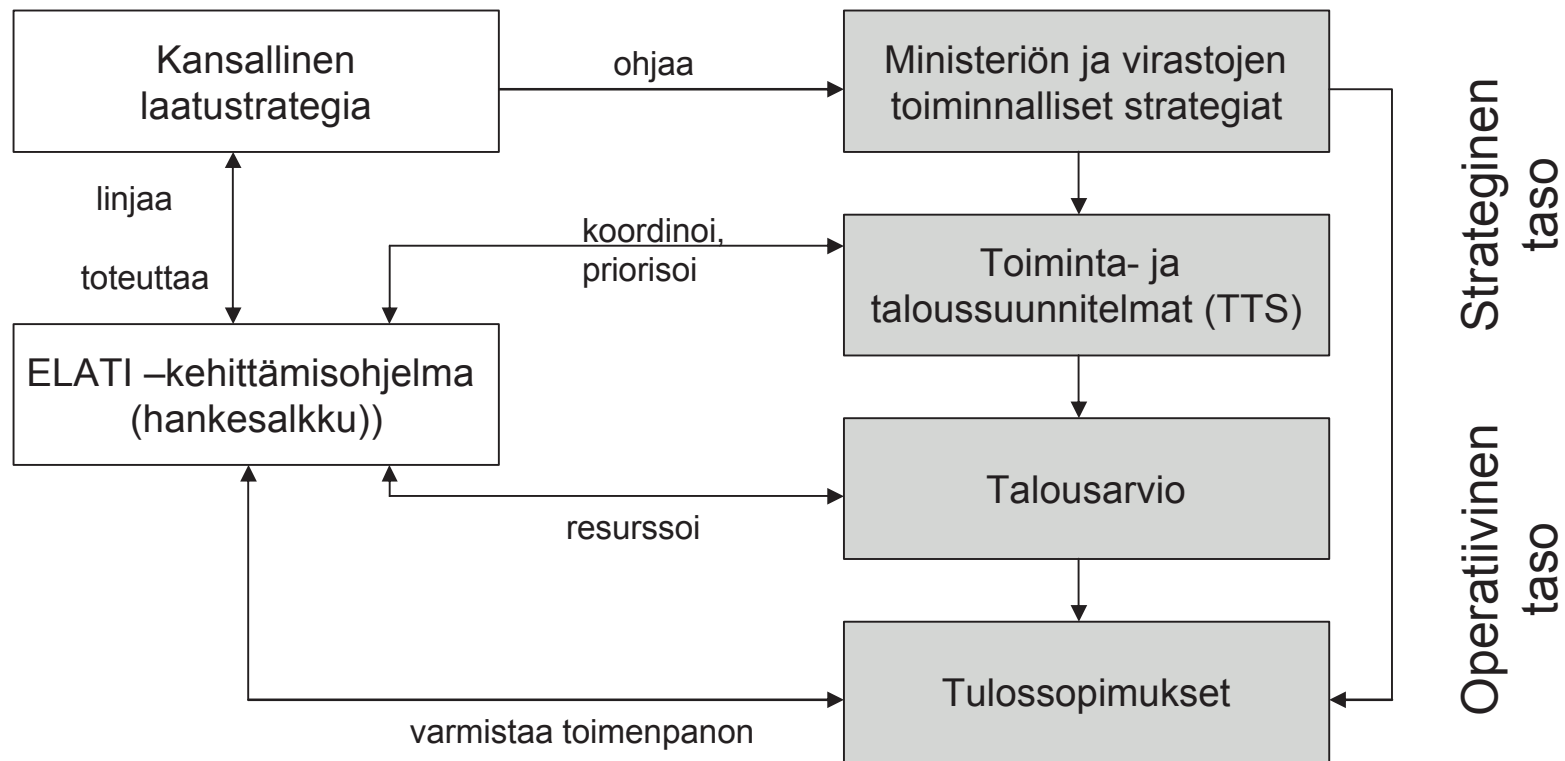 Kansallinen
laatustrategia
ohjaa
Ministeriön ja virastojen
toiminnalliset strategiat
linjaa
toteuttaa
koordinoi,
priorisoi
Toiminta- ja
taloussuunnitelmat (TTS)
Strateginen
taso
ELATI –kehittämisohjelma
(hankesalkku))
resurssoi
Talousarvio
varmistaa toimenpanon
Tulossopimukset
Operatiivinen
taso